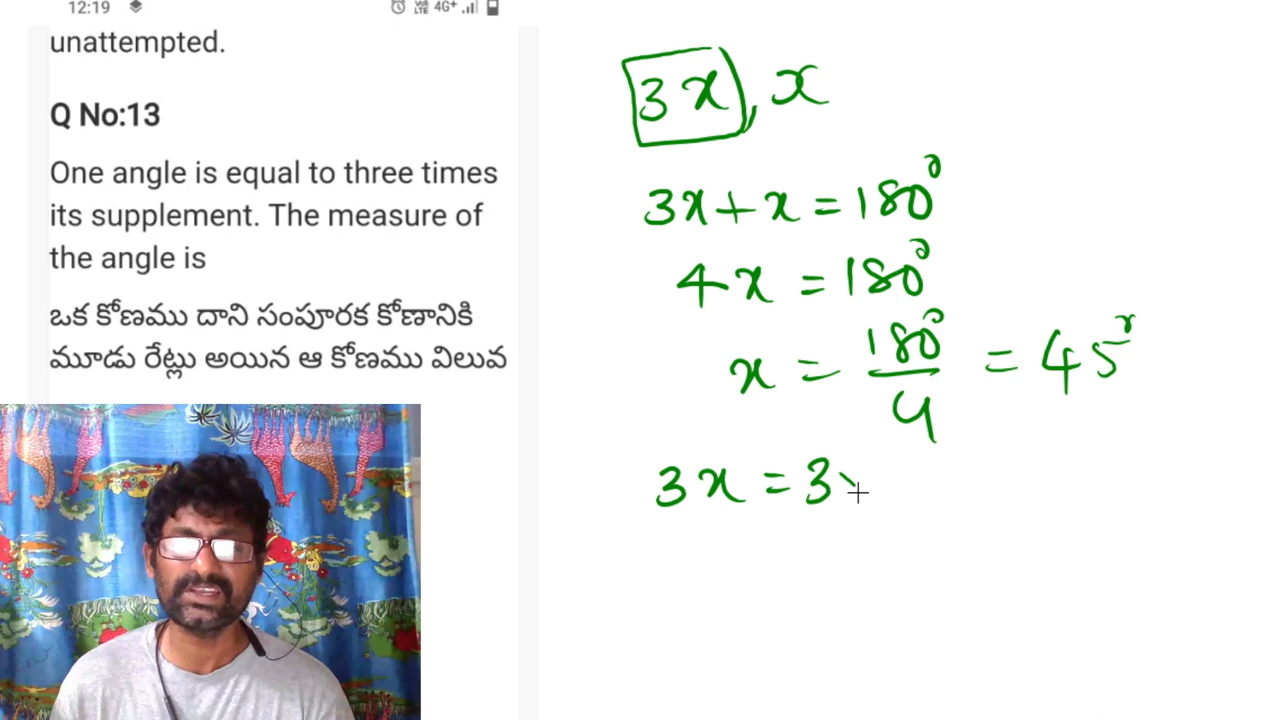 12:19 4G+
unattempted.
Q No:13
One angle is equal to three times
its supplement. The measure of
the angle is
ఒక కోణము దాని సంపూరక కోణానికి
మూడు రేట్లు అయిన ఆ కోణము విలువ
3x, x
3x+x=180°
4x=180°
x=180°/4=45°
3x=3